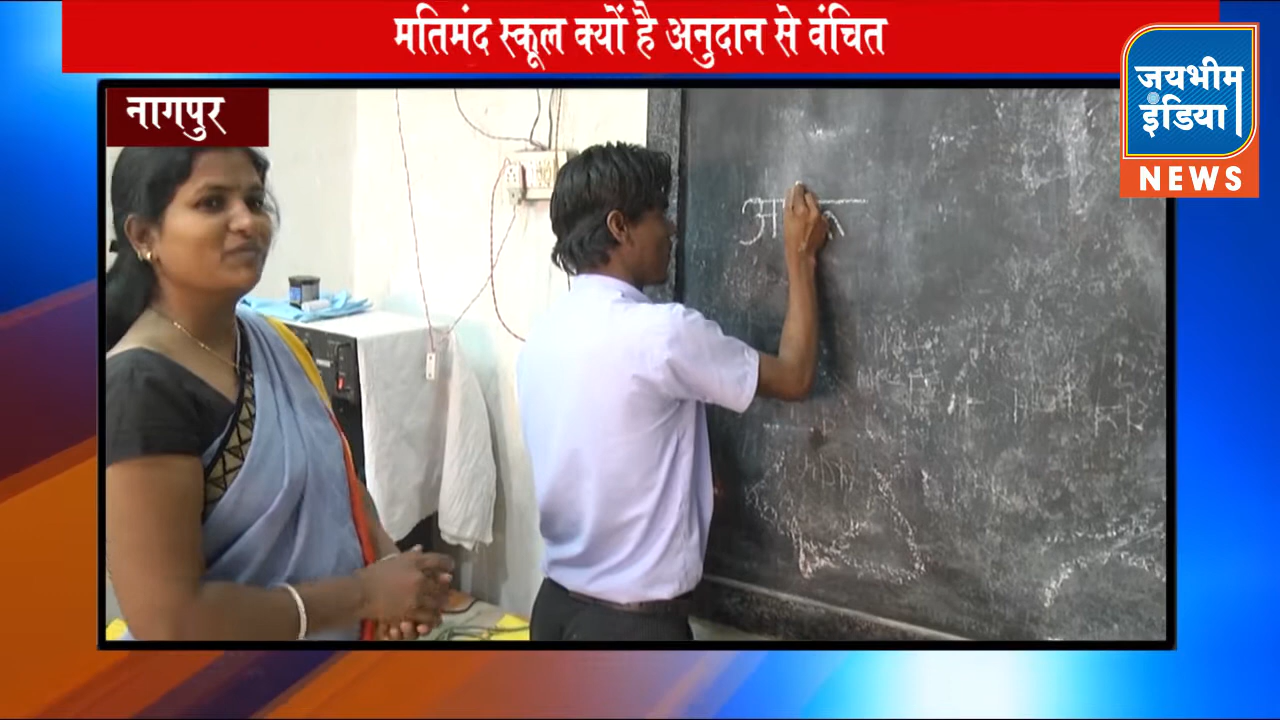 मतिमंद स्कूल क्यों है अनुदान से वंचित
नागपुर
जयभीम
इंडिया
NEWS